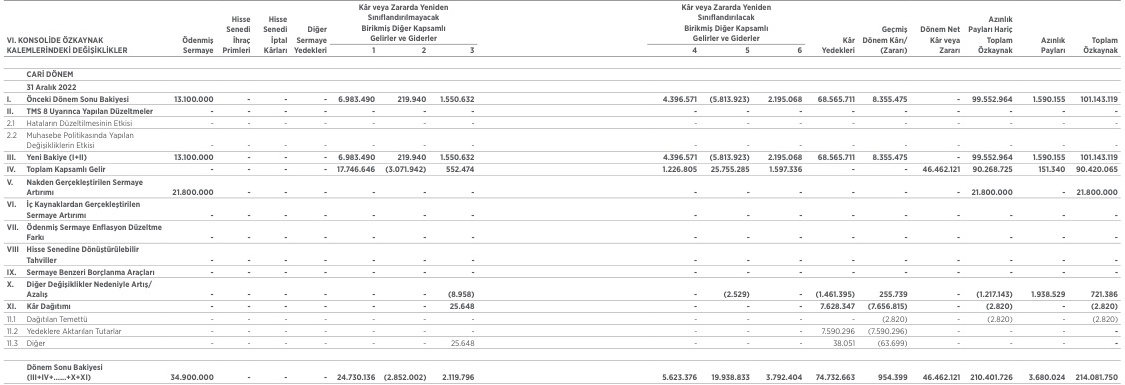 VI. KONSOLİDE ÖZKAYNAK KALEMLERİNDEKİ DEĞİŞİKLİKLER | Ödenmiş Sermaye | Hisse Senedi İhraç Primleri | Hisse Senedi İptal Kârları | Diğer Sermaye Yedekleri | Kâr veya Zararda Yeniden Sınıflandırılmayacak Birikmiş Diğer Kapsamlı Gelirler ve Giderler 1 2 3 | Kâr veya Zararda Yeniden Sınıflandırılacak Birikmiş Diğer Kapsamlı Gelirler ve Giderler 4 5 6 | Kâr Yedekleri | Geçmiş Dönem Kârı/ (Zararı) | Dönem Net Kâr veya Zararı | Azınlık Payları Hariç Toplam Özkaynak | Azınlık Payları | Toplam Özkaynak
CARİ DÖNEM
31 Aralık 2022
I. Önceki Dönem Sonu Bakiyesi 13.100.000 - - - 6.983.490 219.940 1.550.632 4.396.571 (5.813.923) 2.195.068 68.565.711 8.355.475 - 99.552.964 1.590.155 101.143.119
II. TMS 8 Uyarınca Yapılan Düzeltmeler - - - - - - - - - - - - - - - -
2.1 Hataların Düzeltilmesinin Etkisi - - - - - - - - - - - - - - - -
2.2 Muhasebe Politikasında Yapılan
Değişikliklerin Etkisi - - - - - - - - - - - - - - - -
III. Yeni Bakiye (I+II) 13.100.000 - - - 6.983.490 219.940 1.550.632 4.396.571 (5.813.923) 2.195.068 68.565.711 8.355.475 - 99.552.964 1.590.155 101.143.119
IV. Toplam Kapsamlı Gelir - - - - 17.746.646 (3.071.942) 552.474 1.226.805 25.755.285 1.597.336 - - 46.462.121 90.268.725 151.340 90.420.065
V. Nakden Gerçekleştirilen Sermaye
Artırımı 21.800.000 - - - - - - - - - - - - 21.800.000 - 21.800.000
VI. İç Kaynaklardan Gerçekleştirilen
Sermaye Artırımı - - - - - - - - - - - - - - - -
VII. Ödenmiş Sermaye Enflasyon Düzeltme
Farkı - - - - - - - - - - - - - - - -
VIII Hisse Senedine Dönüştürülebilir
Tahviller - - - - - - - - - - - - - - - -
IX. Sermaye Benzeri Borçlanma Araçları - - - - - - - - - - - - - - - -
X. Diğer Değişiklikler Nedeniyle Artış/
Azalış - - - - - - (8.958) - (2.529) - (1.461.395) 255.739 - (1.217.143) 1.938.529 721.386
XI. Kâr Dağıtımı - - - - - - 25.648 - - - 7.628.347 (7.656.815) - (2.820) - (2.820)
11.1 Dağıtılan Temettü - - - - - - - - - - - (2.820) - (2.820) - (2.820)
11.2 Yedeklere Aktarılan Tutarlar - - - - - - - - - - 7.590.296 (7.590.296) - - - -
11.3 Diğer - - - - - - 25.648 - - - 38.051 (63.699) - - - -
Dönem Sonu Bakiyesi
(III+IV+......+X+XI) 34.900.000 - - - 24.730.136 (2.852.002) 2.119.796 5.623.376 19.938.833 3.792.404 74.732.663 954.399 46.462.121 210.401.726 3.680.024 214.081.750